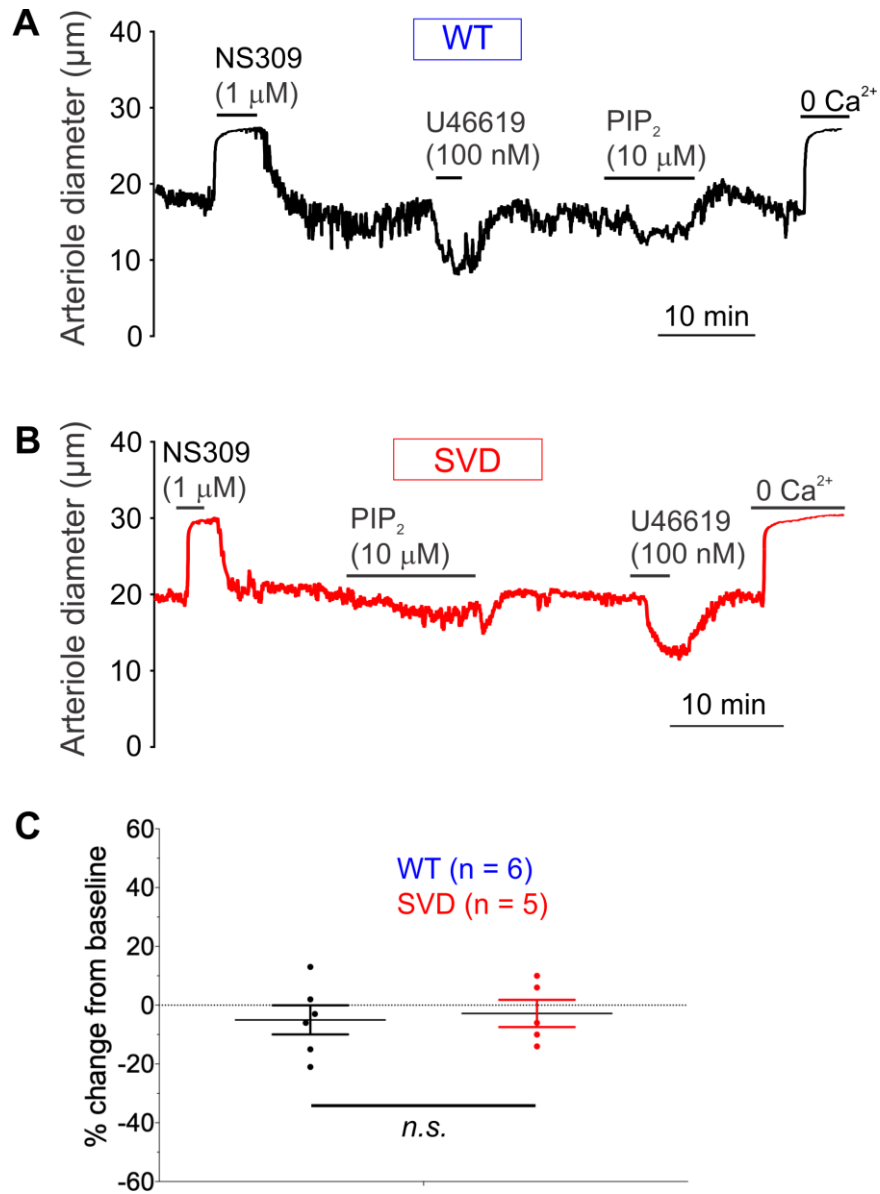 A
WT
NS309
(1 μM)
U46619
(100 nM)
PIP₂
(10 μM)
0 Ca²⁺
Arteriole diameter (μm)
40
30
20
10
0
10 min
B
SVD
NS309
(1 μM)
PIP₂
(10 μM)
U46619
(100 nM)
0 Ca²⁺
Arteriole diameter (μm)
40
30
20
10
0
10 min
C
WT (n = 6)
SVD (n = 5)
% change from baseline
60
40
20
0
-20
-40
-60
n.s.